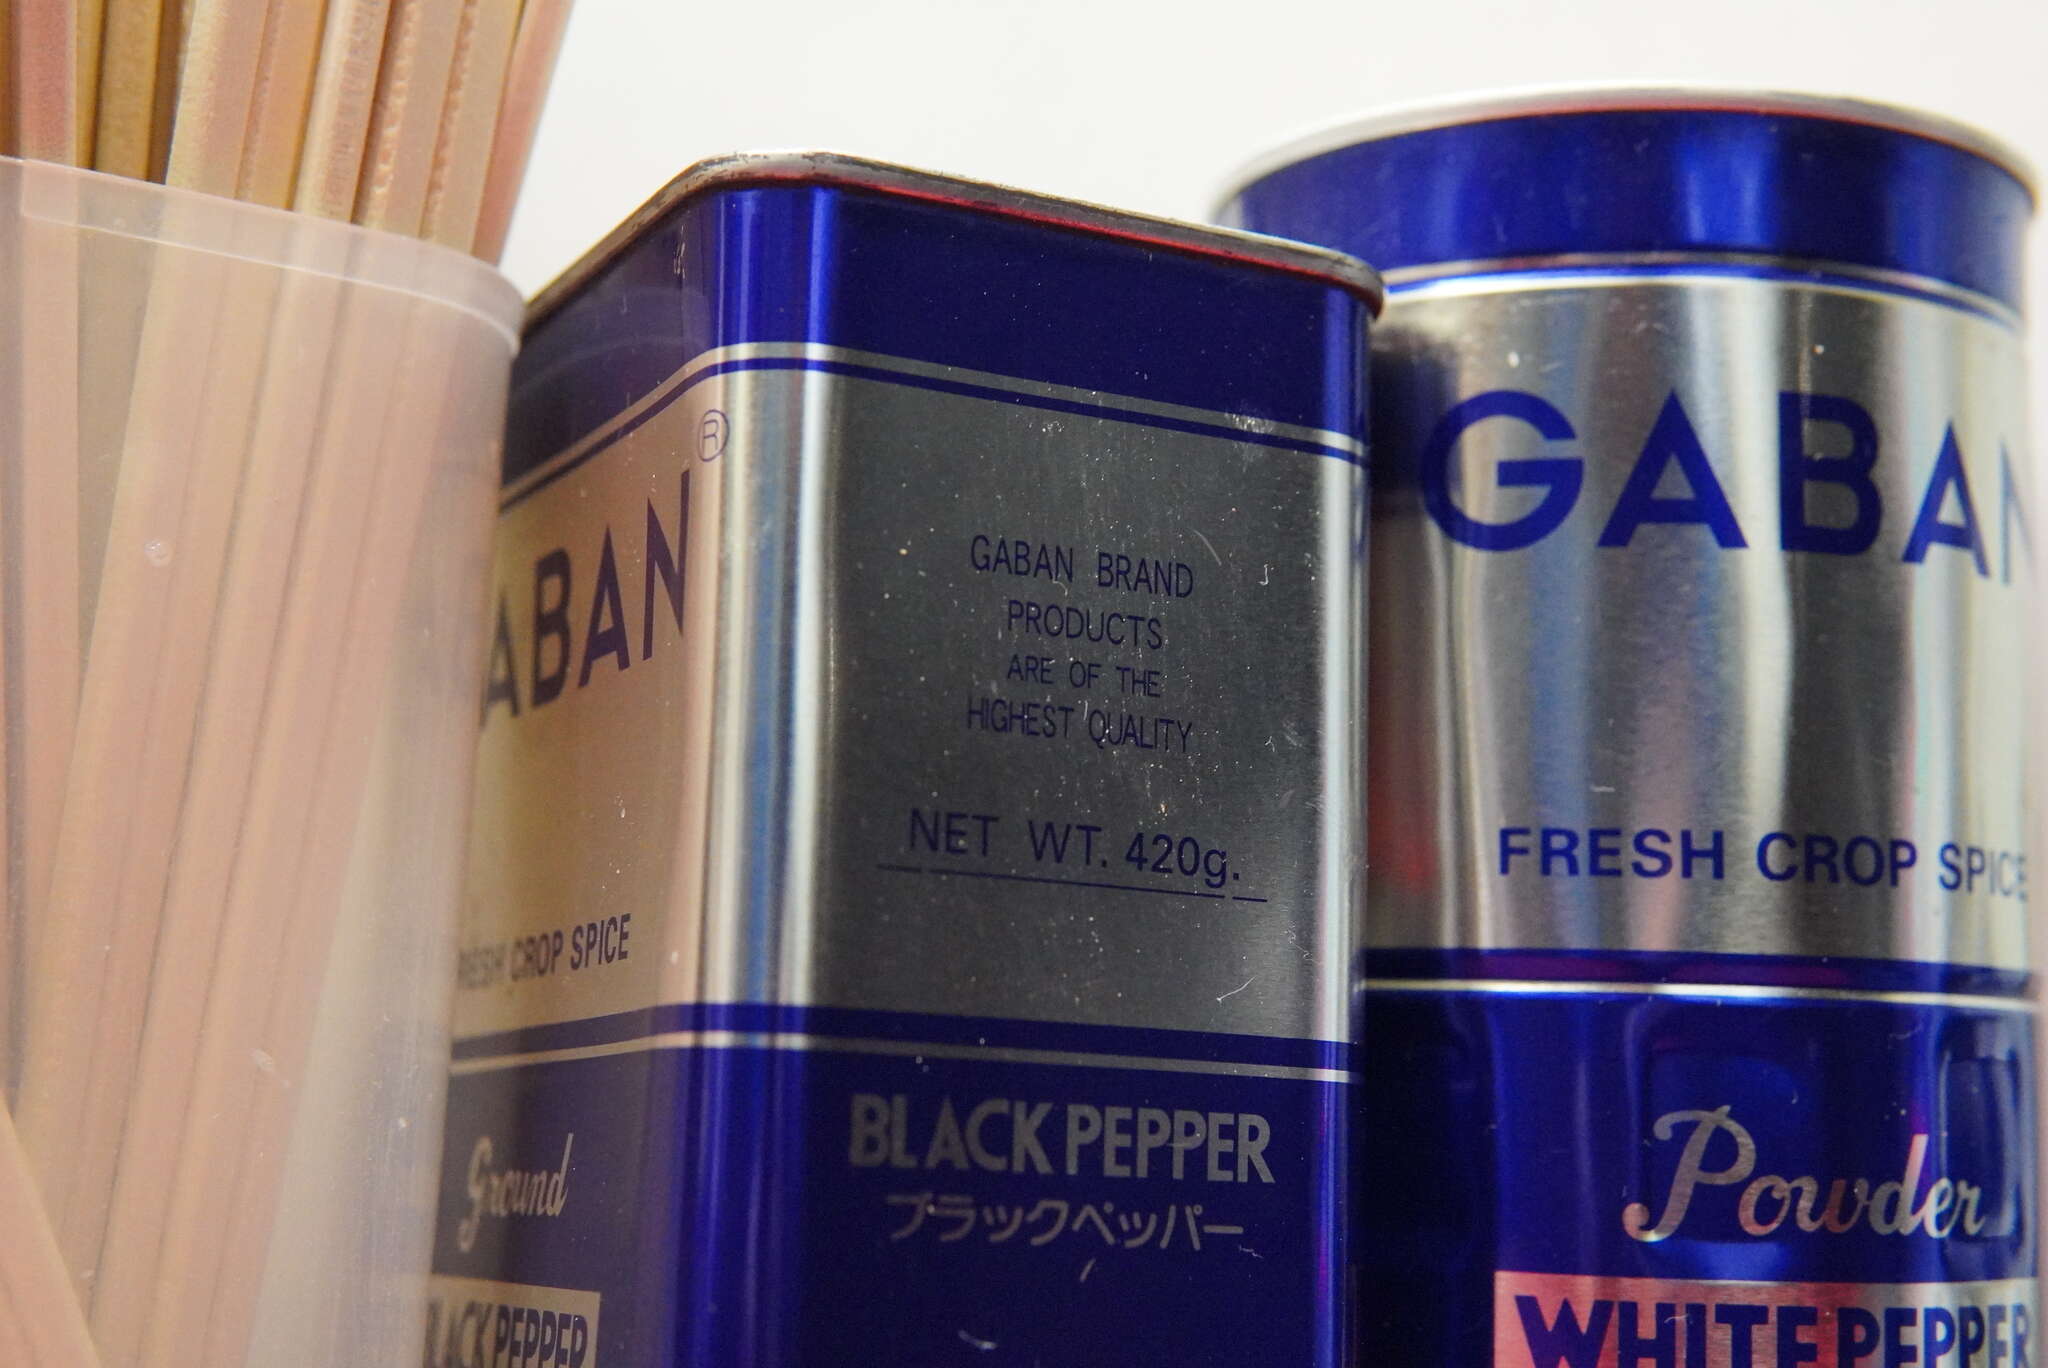 GABAN
®
FRESH CROP SPICE
Ground
BLACK PEPPER
GABAN BRAND
PRODUCTS
ARE OF THE
HIGHEST QUALITY
NET WT. 420g.
BLACK PEPPER
ブラックペッパー
GABAN
FRESH CROP SPICE
Powder
WHITE PEPPER